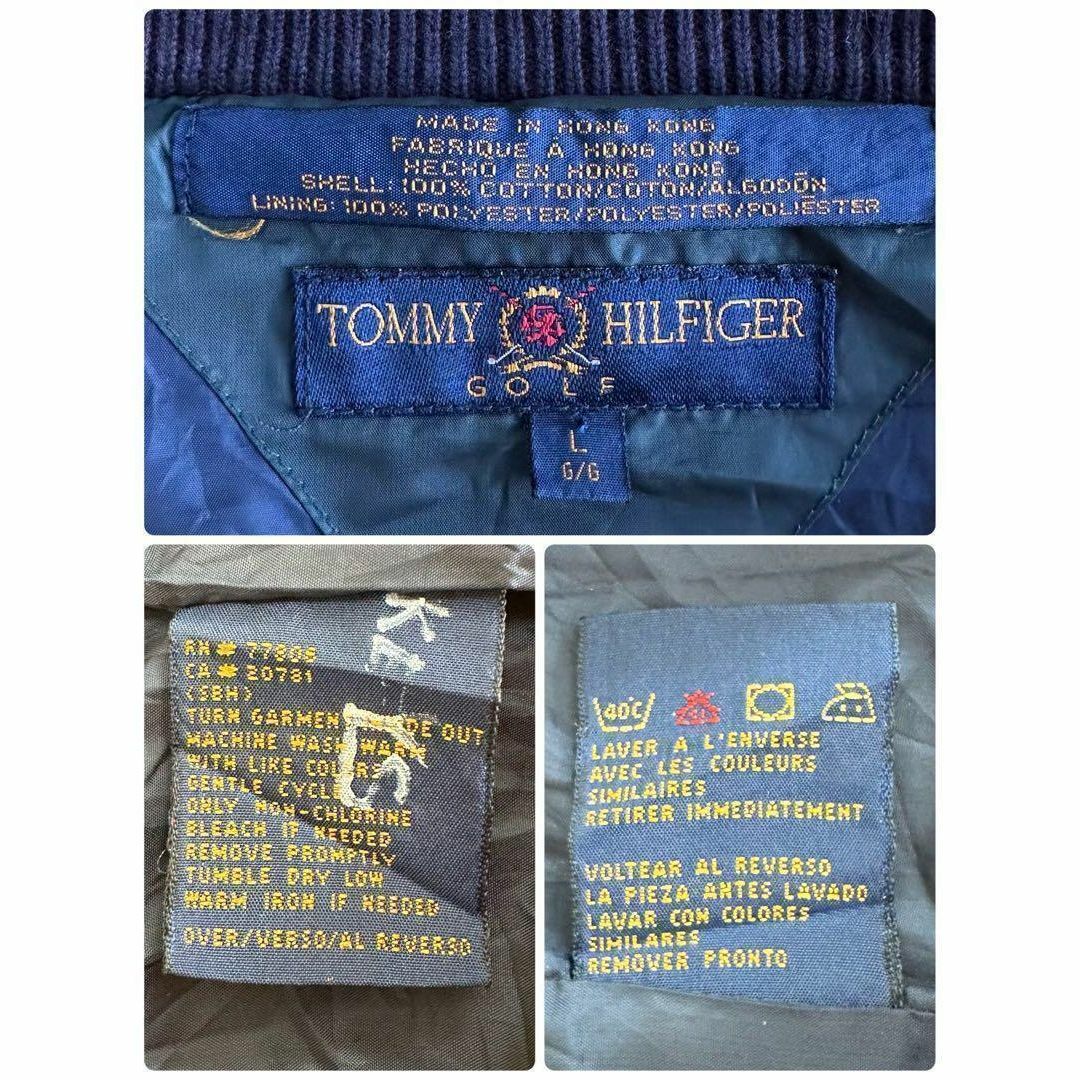 MADE IN HONG KONG
FABRIQUE À HONG KONG
HECHO EN HONG KONG
SHELL: 100% COTTON/COTON/ALGODÓN
LINING: 100% POLYESTER/POLYESTER/POLIÉSTER
TOMMY HILFIGER
GOLF
L
G/G
RN# 77806
CA# 20781
(SBH)
TURN GARMEN DE OUT
MACHINE WASH WARM
WITH LIKE COLORS
GENTLE CYCLE
ONLY NON-CHLORINE
BLEACH IF NEEDED
REMOVE PROMPTLY
TUMBLE DRY LOW
WARM IRON IF NEEDED
OVER/VERSO/AL REVERSO
40°C
LAVER A L'ENVERSE
AVEC LES COULEURS
SIMILAIRES
RETIRER IMMEDIATEMENT
VOLTEAR AL REVERSO
LA PIEZA ANTES LAVADO
LAVAR CON COLORES
SIMILARES
REMOVER PRONTO